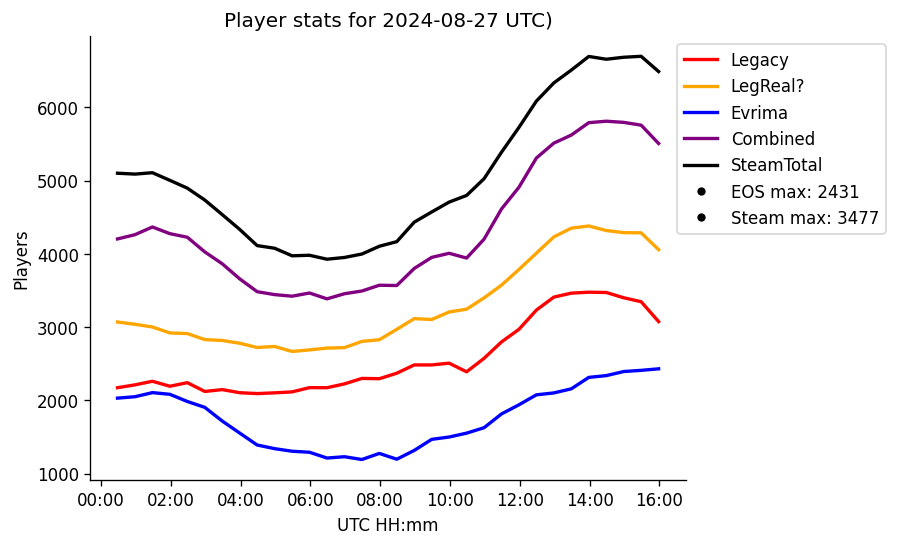 Player stats for 2024-08-27 UTC)
Players
6000
5000
4000
3000
2000
1000
00:00 02:00 04:00 06:00 08:00 10:00 12:00 14:00 16:00
UTC HH:mm
Legacy
LegReal?
Evrima
Combined
SteamTotal
EOS max: 2431
Steam max: 3477